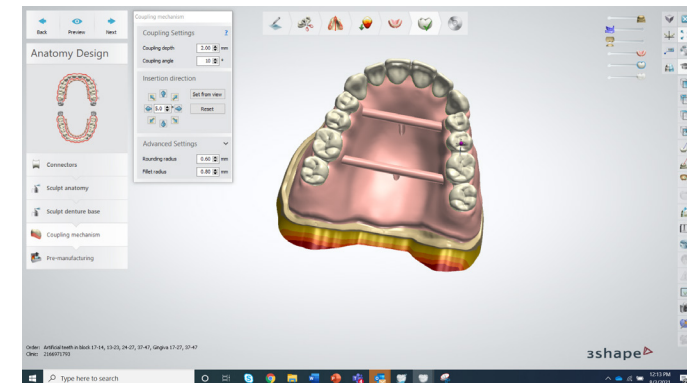 Back Preview Next
Anatomy Design
Connectors
Sculpt anatomy
Sculpt denture base
Coupling mechanism
Pre-manufacturing
Coupling mechanism
Coupling Settings ?
Coupling depth 2.00 mm
Coupling angle 10 °
Insertion direction
Set from view
5.0 °
Reset
Advanced Settings
Rounding radius 0.60 mm
Fillet radius 0.80 mm
Order: Artificial teeth in block 17-14, 13-23, 24-27, 37-47, Gingiva 17-27, 37-47
Clinic: 2166971793
3shape
Type here to search
12:13 PM